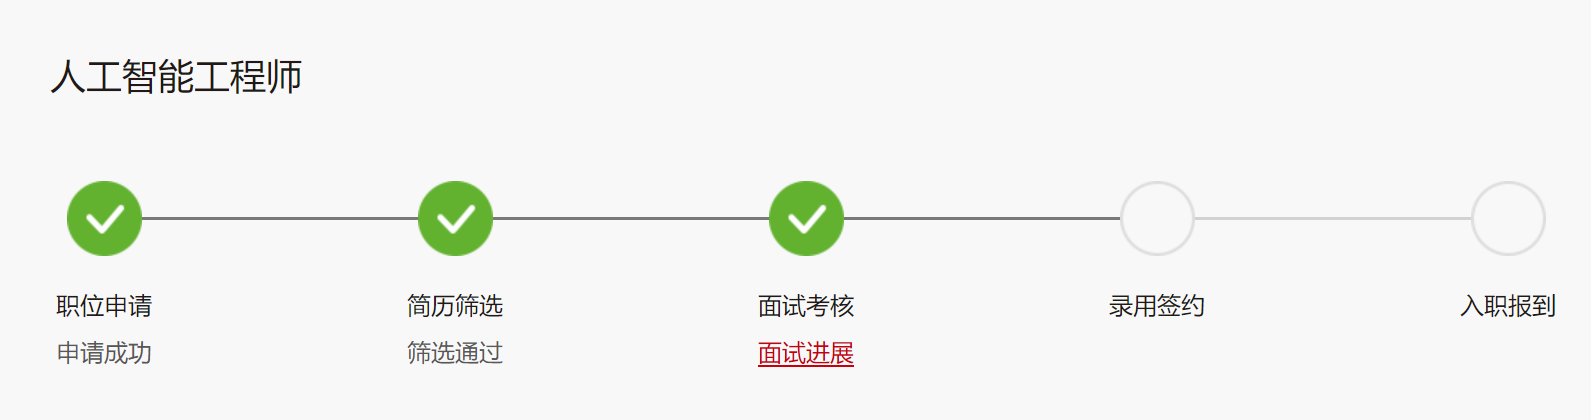 人工智能工程师
职位申请
简历筛选
面试考核
录用签约
入职报到
申请成功
筛选通过
面试进展